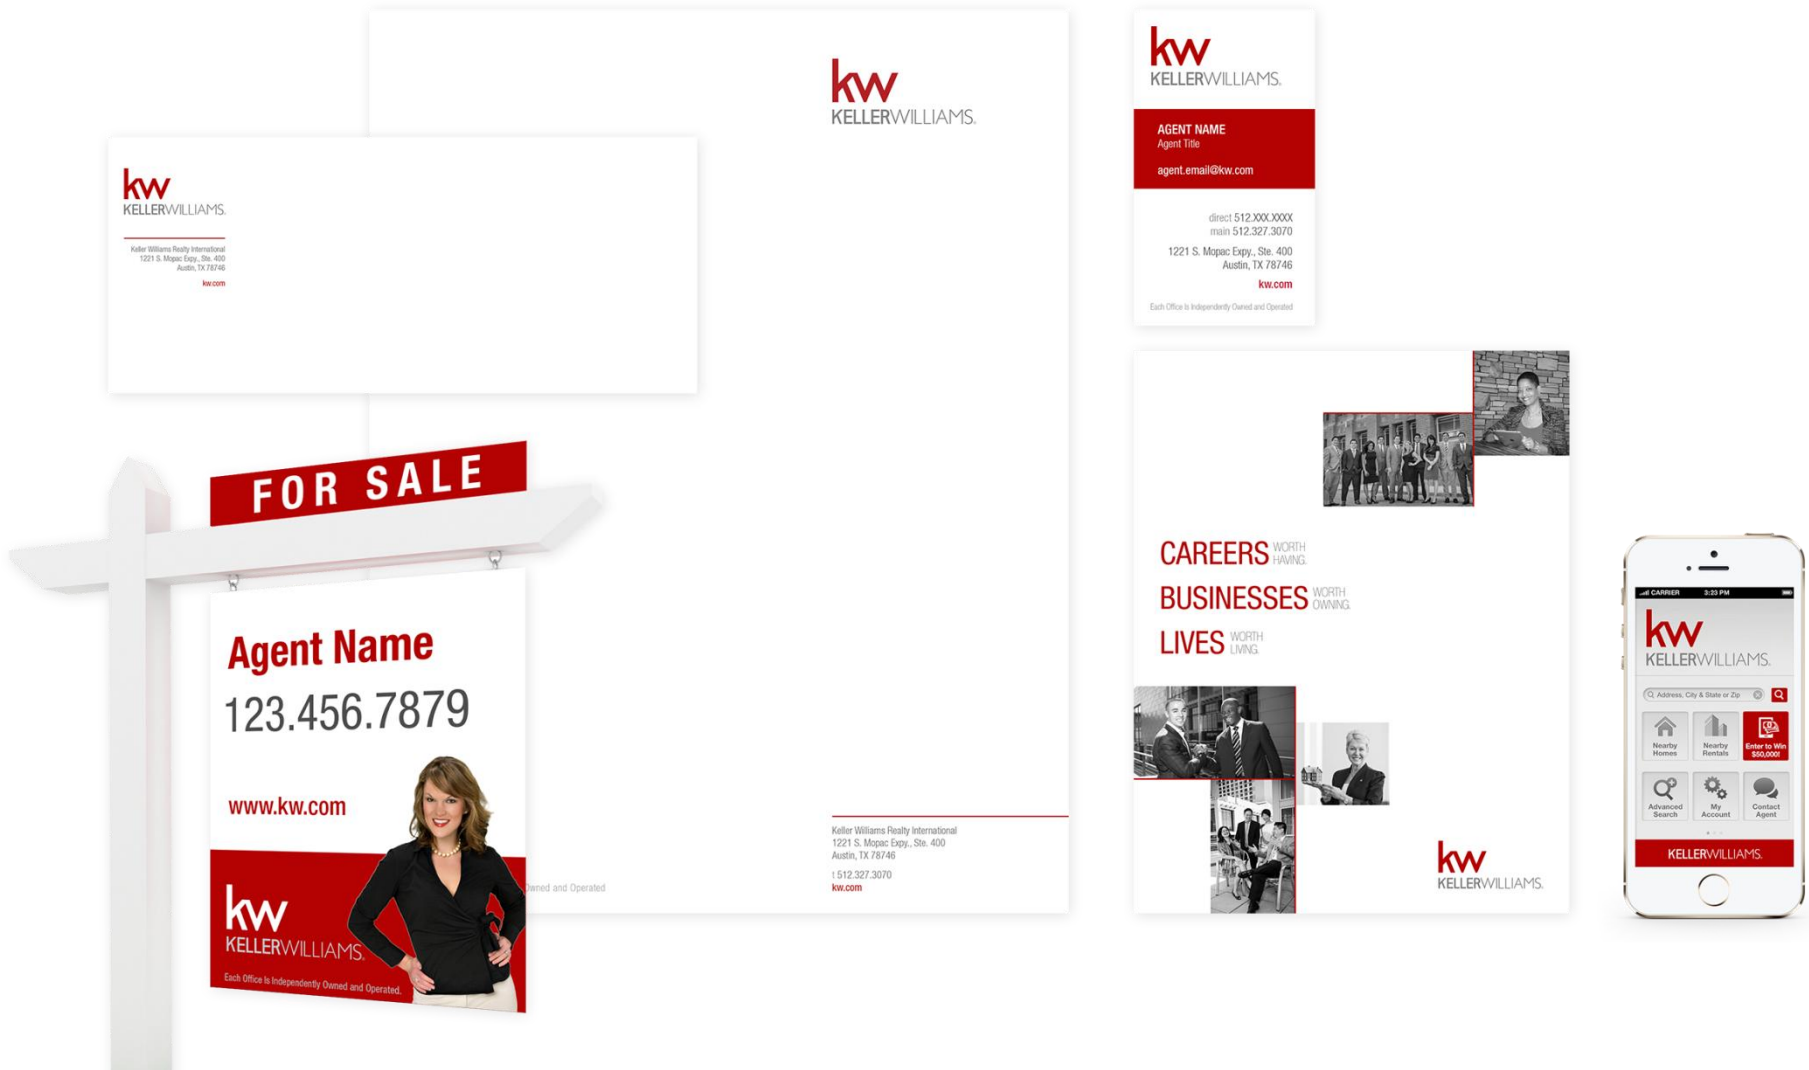 kw
KELLERWILLIAMS.
Keller Williams Realty International
1221 S. Mopac Expy., Ste. 400
Austin, TX 78746
kw.com
kw
KELLERWILLIAMS.
Keller Williams Realty International
1221 S. Mopac Expy., Ste. 400
Austin, TX 78746
t 512.327.3070
kw.com
Owned and Operated
FOR SALE
Agent Name
123.456.7879
www.kw.com
kw
KELLERWILLIAMS.
Each Office Is Independently Owned and Operated.
kw
KELLERWILLIAMS.
AGENT NAME
Agent Title
agent.email@kw.com
direct 512.XXX.XXXX
main 512.327.3070
1221 S. Mopac Expy., Ste. 400
Austin, TX 78746
kw.com
Each Office Is Independently Owned and Operated
CAREERS WORTH HAVING.
BUSINESSES WORTH OWNING.
LIVES WORTH LIVING.
kw
KELLERWILLIAMS.
CARRIER 3:23 PM
kw
KELLERWILLIAMS.
Address, City & State or Zip
Nearby Homes
Nearby Rentals
Enter to Win $50,000!
Advanced Search
My Account
Contact Agent
KELLERWILLIAMS.